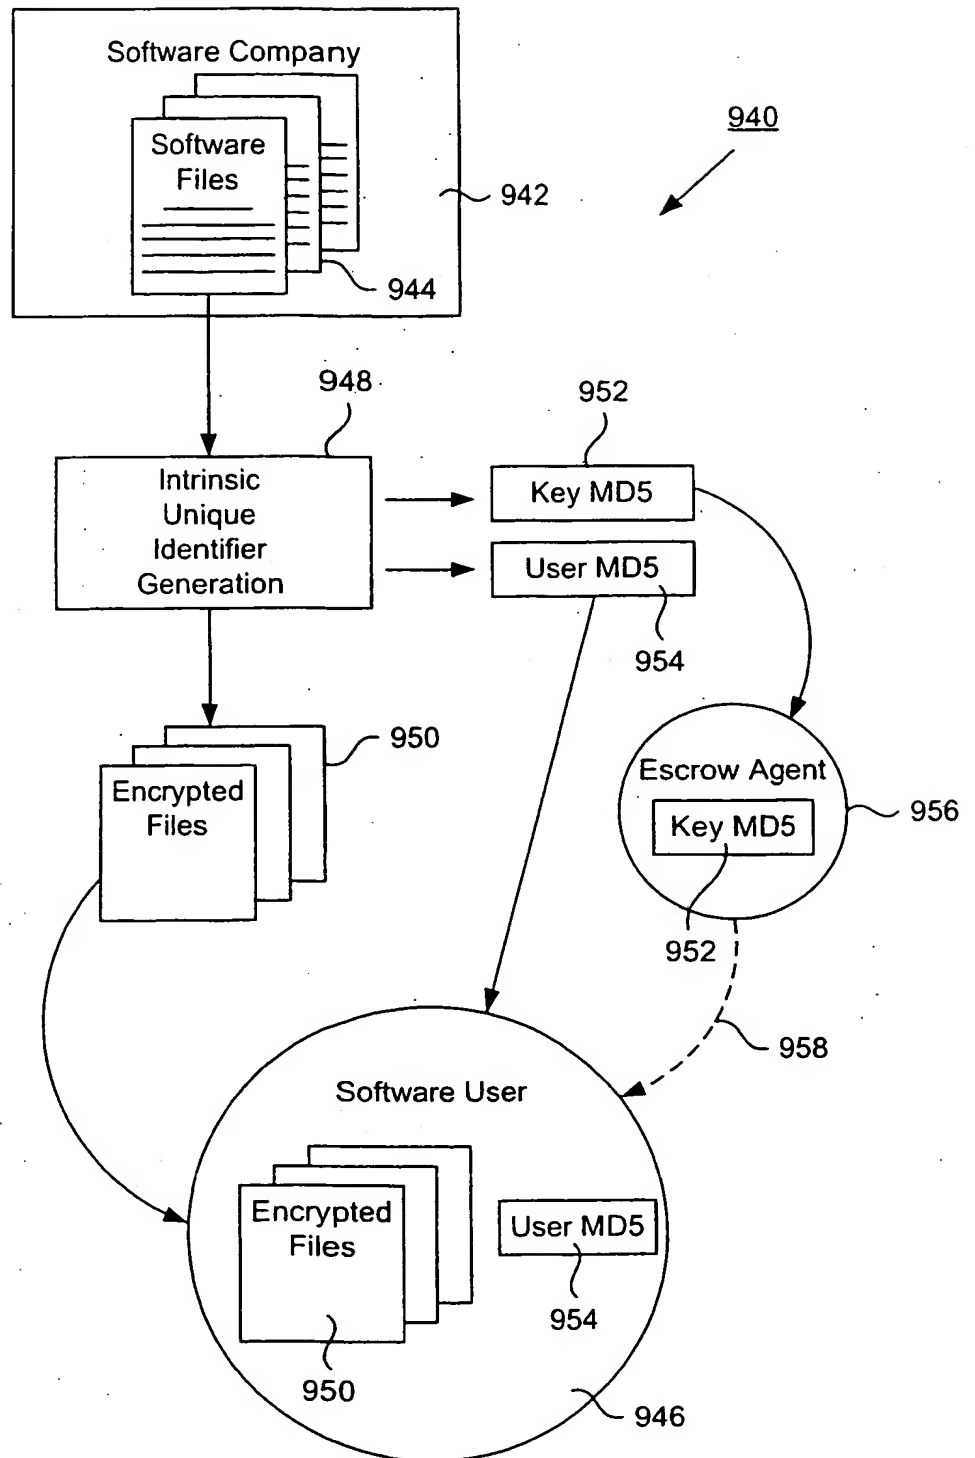 Software Company
940
Software
Files
942
944
948
952
Intrinsic
Unique
Identifier
Generation
Key MD5
User MD5
954
950
Encrypted
Files
Escrow Agent
Key MD5
956
952
958
Software User
Encrypted
Files
User MD5
954
950
946